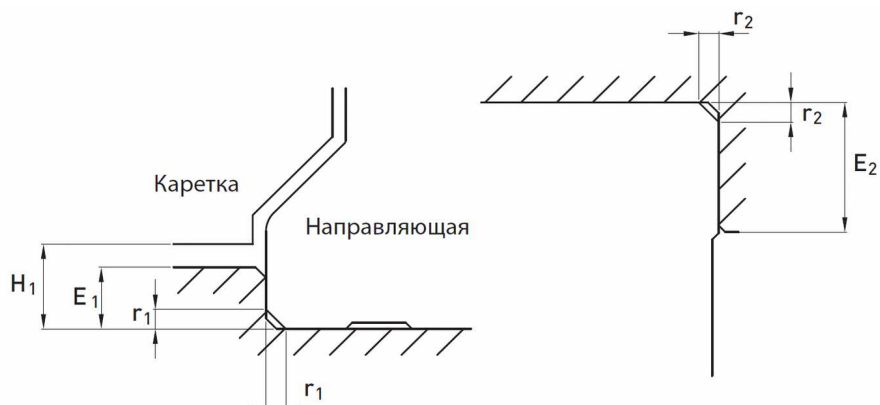 r₂
r₂
E₂
Каретка
Направляющая
H₁
E₁
r₁
r₁